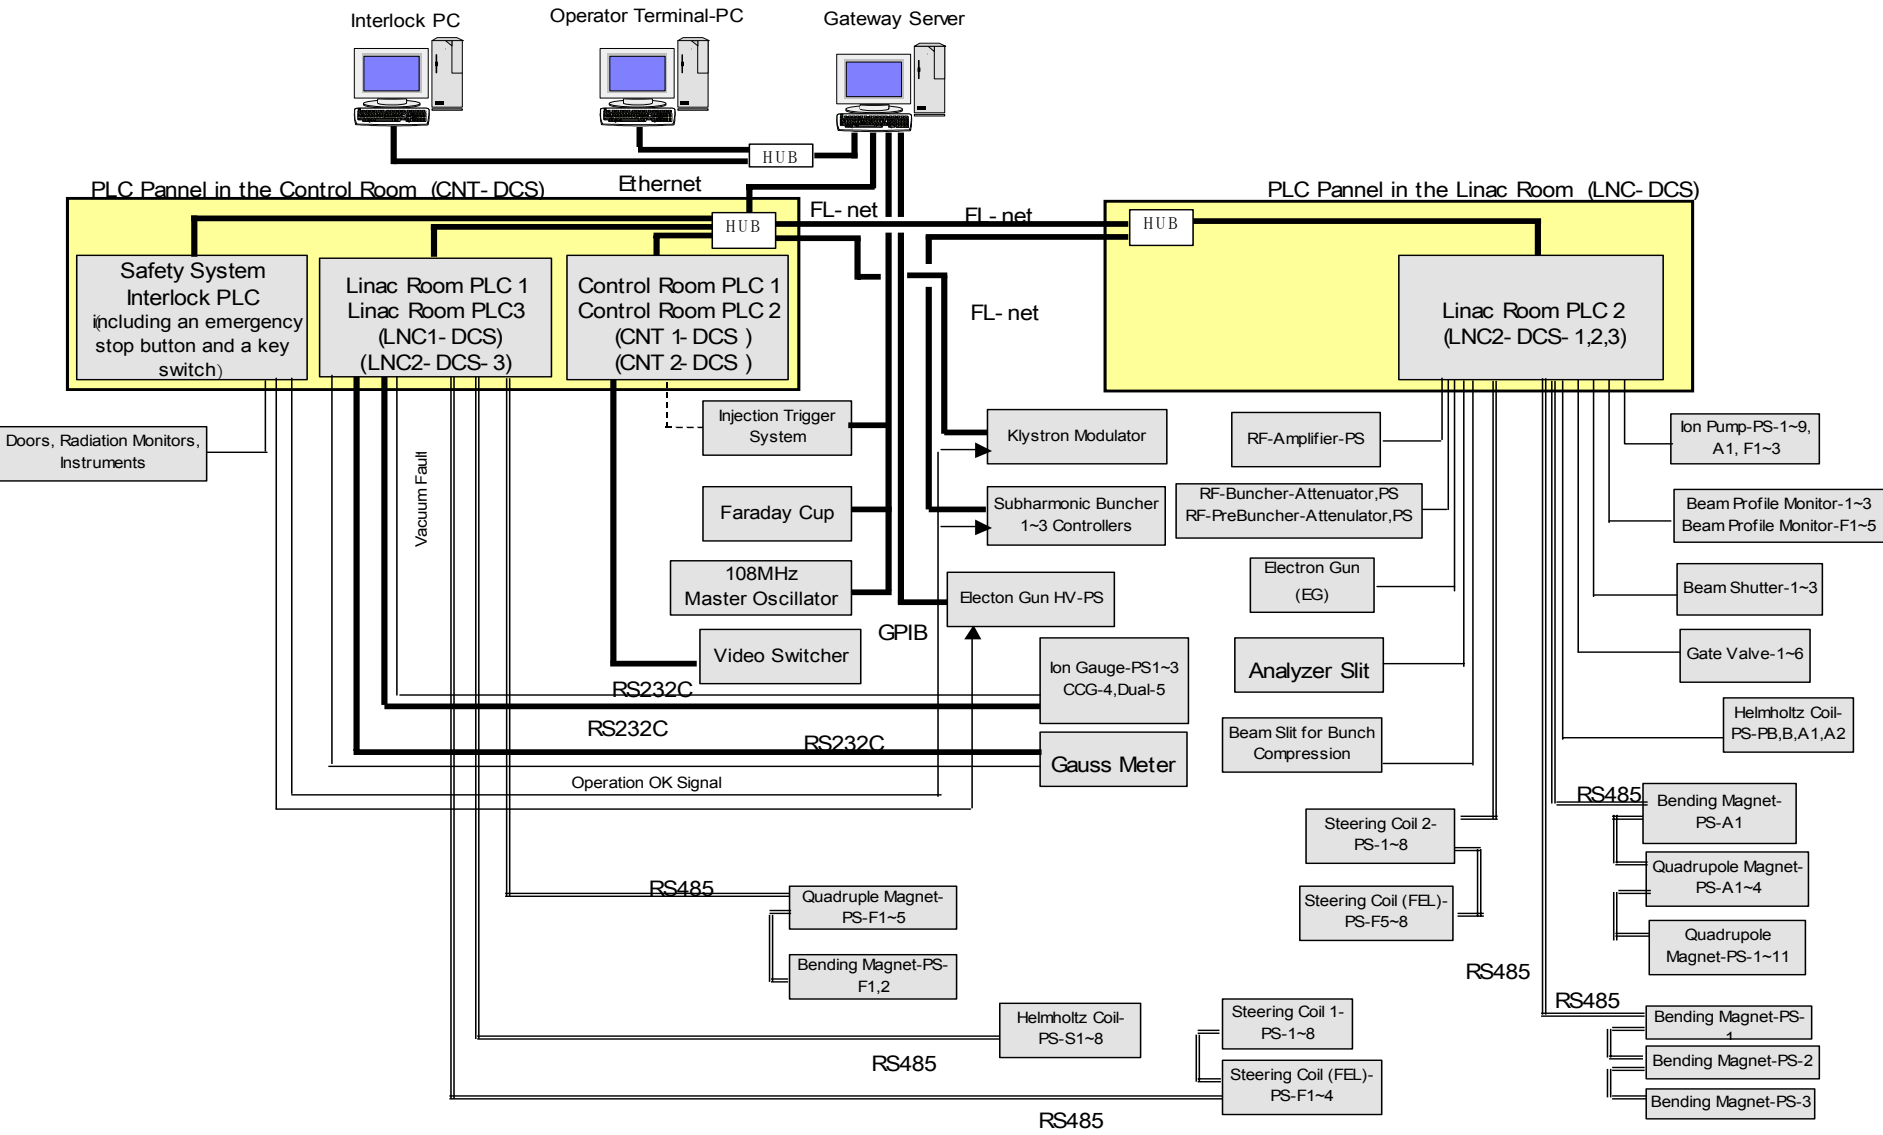 Interlock PC
Operator Terminal-PC
Gateway Server
HUB
PLC Pannel in the Control Room (CNT-DCS)
Ethernet
PLC Pannel in the Linac Room (LNC-DCS)
FL-net
FL-net
HUB
HUB
Safety System
Interlock PLC
(including an emergency
stop button and a key
switch)
Linac Room PLC 1
Linac Room PLC3
(LNC1-DCS)
(LNC2-DCS-3)
Control Room PLC 1
Control Room PLC 2
(CNT 1-DCS )
(CNT 2-DCS )
FL-net
Linac Room PLC 2
(LNC2-DCS-1,2,3)
Doors, Radiation Monitors,
Instruments
Vacuum Fault
Injection Trigger
System
Klystron Modulator
RF-Amplifier-PS
Ion Pump-PS-1~9,
A1, F1~3
Faraday Cup
Subharmonic Buncher
1~3 Controllers
RF-Buncher-Attenuator,PS
RF-PreBuncher-Attenulator,PS
Beam Profile Monitor-1~3
Beam Profile Monitor-F1~5
108MHz
Master Oscillator
Electon Gun HV-PS
Electron Gun
(EG)
Beam Shutter-1~3
GPIB
Video Switcher
Ion Gauge-PS1~3
CCG-4,Dual-5
Analyzer Slit
Gate Valve-1~6
RS232C
RS232C
RS232C
Gauss Meter
Beam Slit for Bunch
Compression
Helmholtz Coil-
PS-PB,B,A1,A2
Operation OK Signal
RS485
Bending Magnet-
PS-A1
Steering Coil 2-
PS-1~8
Quadrupole Magnet-
PS-A1~4
RS485
Quadruple Magnet-
PS-F1~5
Steering Coil (FEL)-
PS-F5~8
Quadrupole
Magnet-PS-1~11
Bending Magnet-PS-
F1,2
RS485
RS485
Helmholtz Coil-
PS-S1~8
Steering Coil 1-
PS-1~8
Bending Magnet-PS-
1
RS485
Bending Magnet-PS-2
Steering Coil (FEL)-
PS-F1~4
Bending Magnet-PS-3
RS485